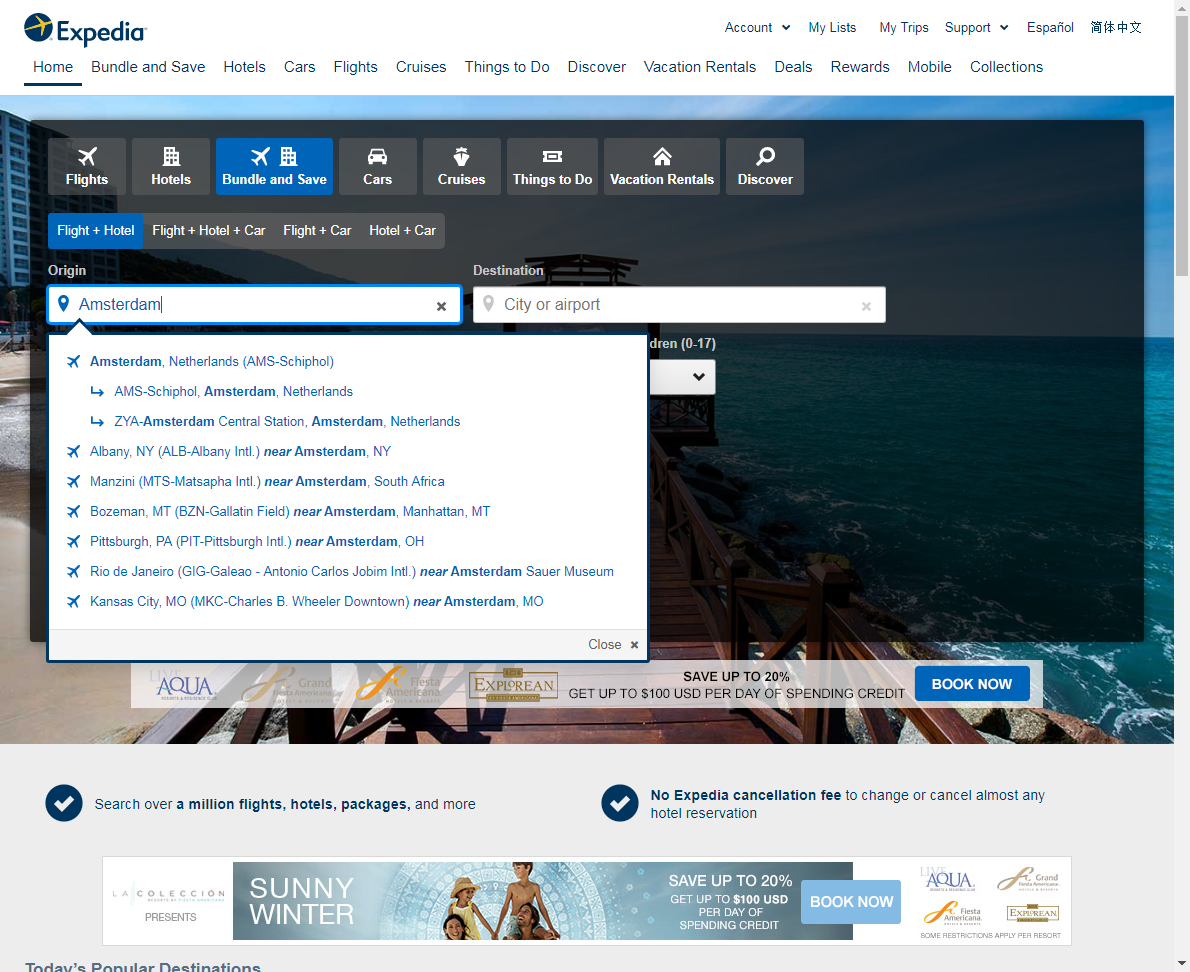 Expedia
Account My Lists My Trips Support Español 简体中文
Home Bundle and Save Hotels Cars Flights Cruises Things to Do Discover Vacation Rentals Deals Rewards Mobile Collections
Flights Hotels Bundle and Save Cars Cruises Things to Do Vacation Rentals Discover
Flight + Hotel Flight + Hotel + Car Flight + Car Hotel + Car
Origin Destination
Amsterdam City or airport
dren (0-17)
Amsterdam, Netherlands (AMS-Schiphol)
AMS-Schiphol, Amsterdam, Netherlands
ZYA-Amsterdam Central Station, Amsterdam, Netherlands
Albany, NY (ALB-Albany Intl.) near Amsterdam, NY
Manzini (MTS-Matsapha Intl.) near Amsterdam, South Africa
Bozeman, MT (BZN-Gallatin Field) near Amsterdam, Manhattan, MT
Pittsburgh, PA (PIT-Pittsburgh Intl.) near Amsterdam, OH
Rio de Janeiro (GIG-Galeao - Antonio Carlos Jobim Intl.) near Amsterdam Sauer Museum
Kansas City, MO (MKC-Charles B. Wheeler Downtown) near Amsterdam, MO
Close
LIVE AQUA
Grand Fiesta Americana
Fiesta Americana
EXPLOREAN
SAVE UP TO 20%
GET UP TO $100 USD PER DAY OF SPENDING CREDIT
BOOK NOW
Search over a million flights, hotels, packages, and more
No Expedia cancellation fee to change or cancel almost any
hotel reservation
LA COLECCIÓN
RESORTS BY FIESTA AMERICANA
PRESENTS
SUNNY
WINTER
SAVE UP TO 20%
GET UP TO $100 USD
PER DAY OF
SPENDING CREDIT
BOOK NOW
LIVE AQUA
Grand Fiesta Americana
Fiesta Americana
EXPLOREAN
SOME RESTRICTIONS APPLY PER RESORT
Today's Popular Destinations